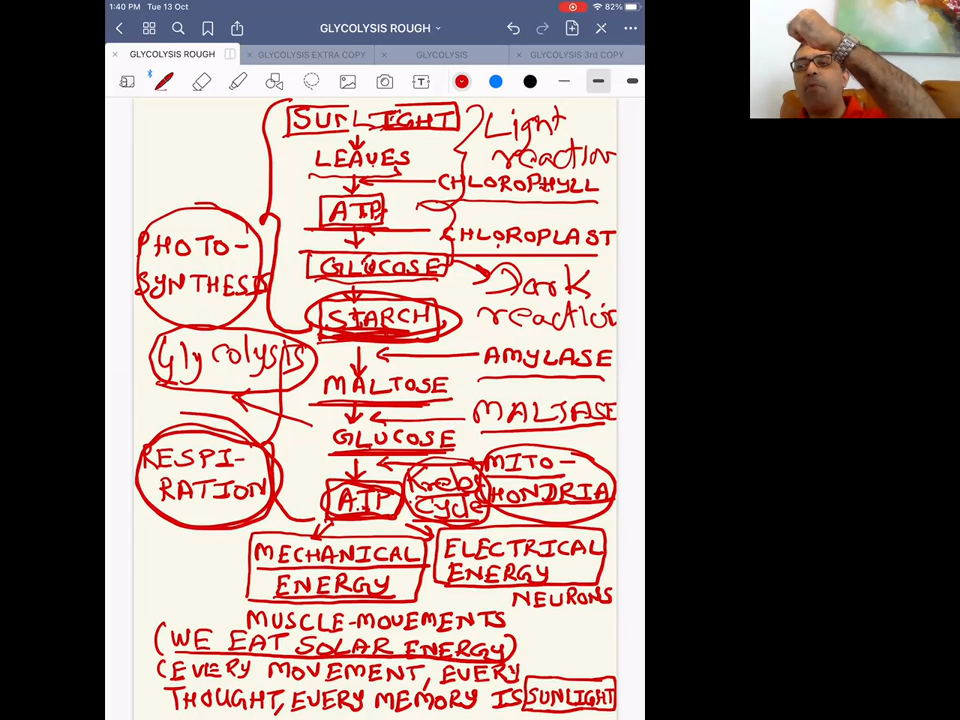 1:40 PM Tue 13 Oct
82%
GLYCOLYSIS ROUGH
GLYCOLYSIS ROUGH
GLYCOLYSIS EXTRA COPY
GLYCOLYSIS
GLYCOLYSIS 3rd COPY
SUNLIGHT
Light
reaction
LEAVES
CHLOROPHYLL
ATP
CHLOROPLAST
PHOTO-
SYNTHESIS
GLUCOSE
Dark
reaction
STARCH
Glycolysis
AMYLASE
MALTOSE
MALTASE
GLUCOSE
RESPI-
RATION
MITO-
HONDRIA
Krebs
Cycle
ATP
MECHANICAL
ENERGY
ELECTRICAL
ENERGY
NEURONS
MUSCLE-MOVEMENTS
(WE EAT SOLAR ENERGY)
(EVERY MOVEMENT, EVERY
THOUGHT, EVERY MEMORY IS SUNLIGHT